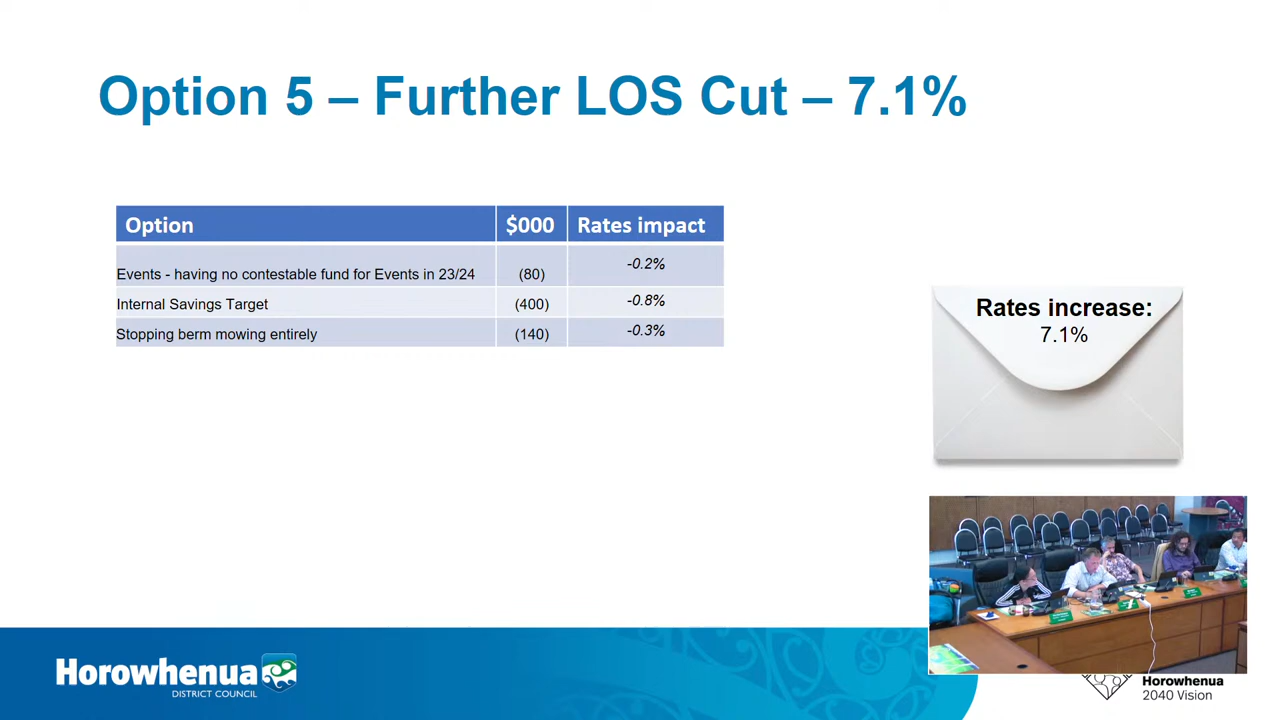 Option 5 – Further LOS Cut – 7.1%
Option $000 Rates impact
Events - having no contestable fund for Events in 23/24 (80) -0.2%
Internal Savings Target (400) -0.8%
Stopping berm mowing entirely (140) -0.3%
Rates increase:
7.1%
Horowhenua
DISTRICT COUNCIL
Horowhenua
2040 Vision